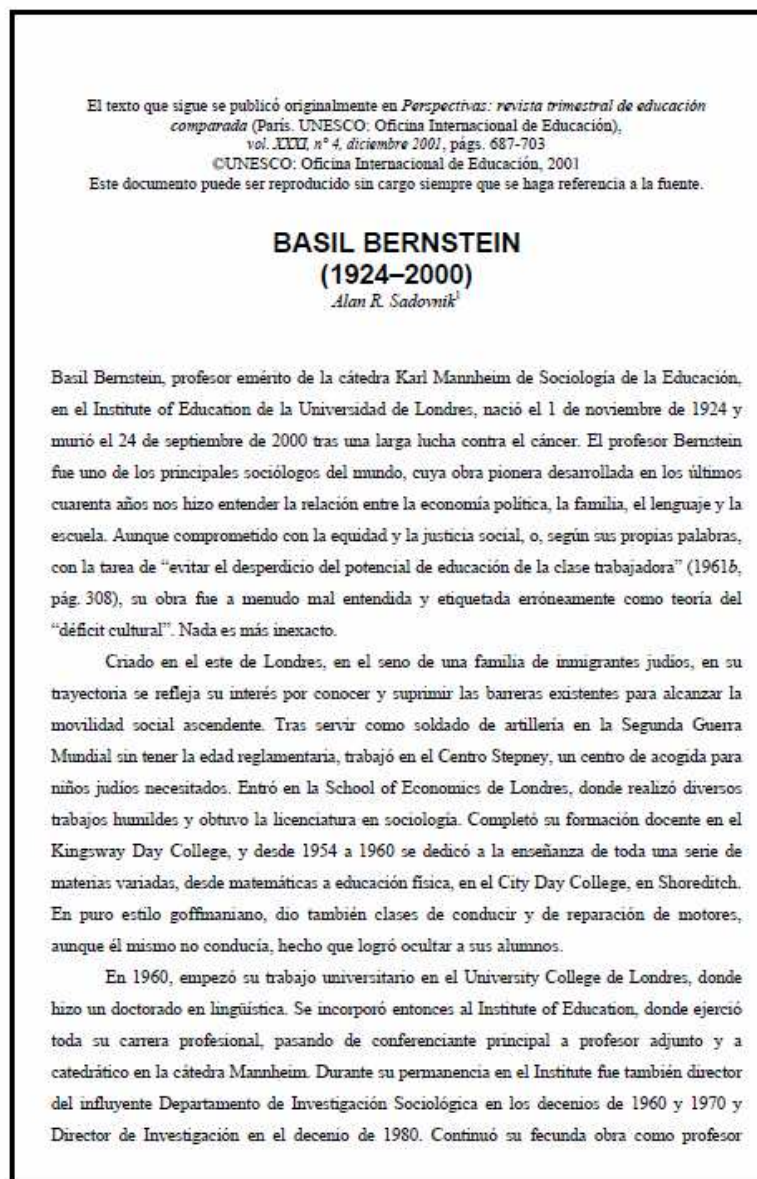 El texto que sigue se publicó originalmente en Perspectivas: revista trimestral de educación
comparada (París. UNESCO: Oficina Internacional de Educación),
vol. XXXI, nº 4, diciembre 2001, págs. 687-703
©UNESCO: Oficina Internacional de Educación, 2001
Este documento puede ser reproducido sin cargo siempre que se haga referencia a la fuente.
BASIL BERNSTEIN
(1924–2000)
Alan R. Sadovnik¹
Basil Bernstein, profesor emérito de la cátedra Karl Mannheim de Sociología de la Educación,
en el Institute of Education de la Universidad de Londres, nació el 1 de noviembre de 1924 y
murió el 24 de septiembre de 2000 tras una larga lucha contra el cáncer. El profesor Bernstein
fue uno de los principales sociólogos del mundo, cuya obra pionera desarrollada en los últimos
cuarenta años nos hizo entender la relación entre la economía política, la familia, el lenguaje y la
escuela. Aunque comprometido con la equidad y la justicia social, o, según sus propias palabras,
con la tarea de “evitar el desperdicio del potencial de educación de la clase trabajadora” (1961b,
pág. 308), su obra fue a menudo mal entendida y etiquetada erróneamente como teoría del
“déficit cultural”. Nada es más inexacto.
Criado en el este de Londres, en el seno de una familia de inmigrantes judíos, en su
trayectoria se refleja su interés por conocer y suprimir las barreras existentes para alcanzar la
movilidad social ascendente. Tras servir como soldado de artillería en la Segunda Guerra
Mundial sin tener la edad reglamentaria, trabajó en el Centro Stepney, un centro de acogida para
niños judíos necesitados. Entró en la School of Economics de Londres, donde realizó diversos
trabajos humildes y obtuvo la licenciatura en sociología. Completó su formación docente en el
Kingsway Day College, y desde 1954 a 1960 se dedicó a la enseñanza de toda una serie de
materias variadas, desde matemáticas a educación física, en el City Day College, en Shoreditch.
En puro estilo goffmaniano, dio también clases de conducir y de reparación de motores,
aunque él mismo no conducía, hecho que logró ocultar a sus alumnos.
En 1960, empezó su trabajo universitario en el University College de Londres, donde
hizo un doctorado en lingüística. Se incorporó entonces al Institute of Education, donde ejerció
toda su carrera profesional, pasando de conferenciante principal a profesor adjunto y a
catedrático en la cátedra Mannheim. Durante su permanencia en el Institute fue también director
del influyente Departamento de Investigación Sociológica en los decenios de 1960 y 1970 y
Director de Investigación en el decenio de 1980. Continuó su fecunda obra como profesor